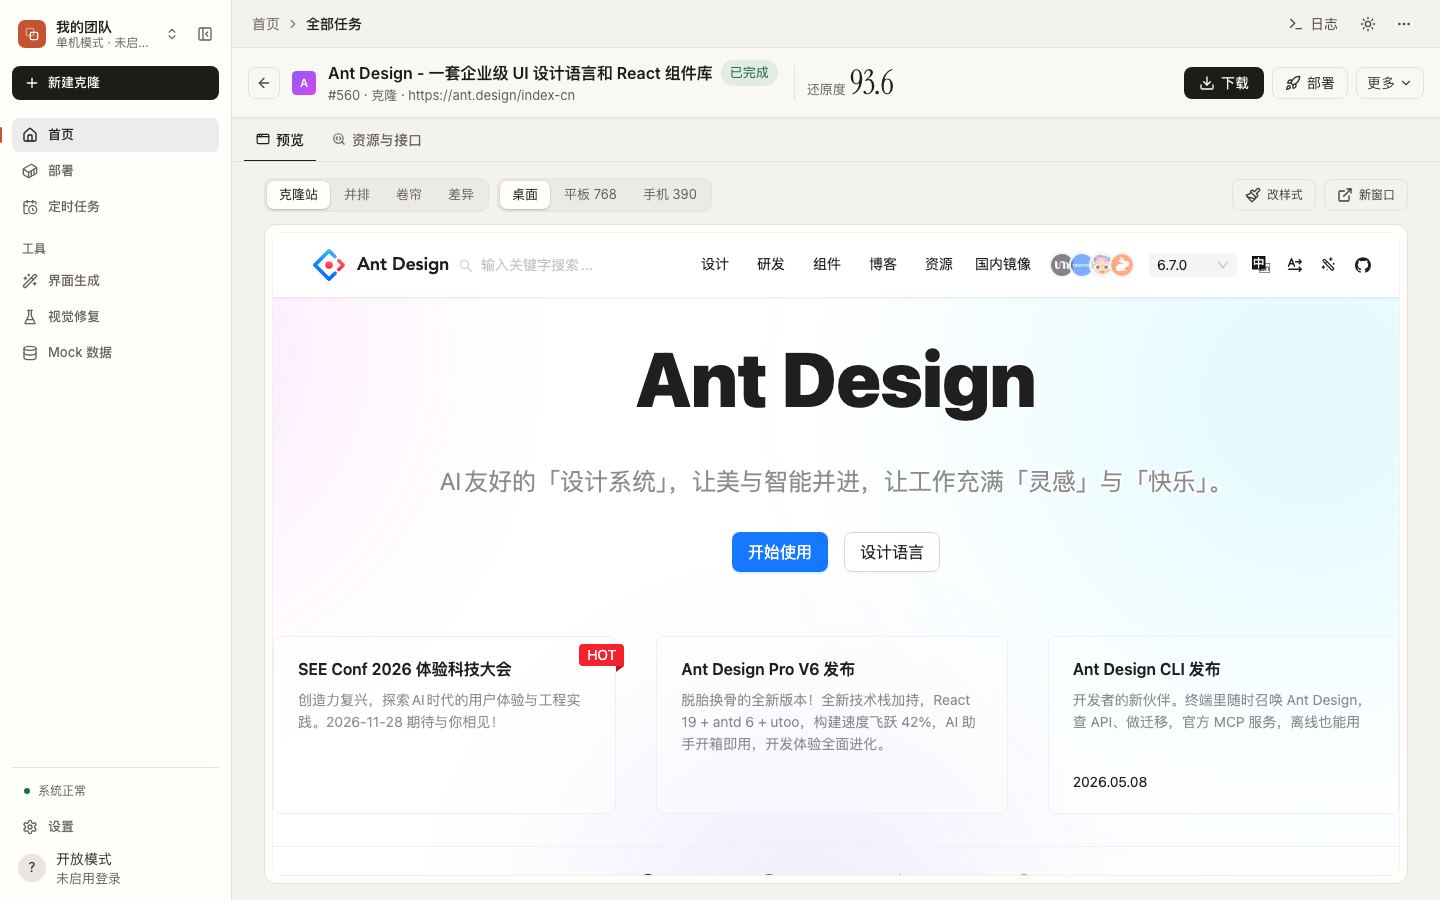 我的团队
单机模式 · 未启...
新建克隆
首页
部署
定时任务
工具
界面生成
视觉修复
Mock 数据
系统正常
设置
?
开放模式
未启用登录
首页 > 全部任务
日志
A
Ant Design - 一套企业级 UI 设计语言和 React 组件库
已完成
#560 · 克隆 · https://ant.design/index-cn
还原度 93.6
下载
部署
更多
预览
资源与接口
克隆站
并排
卷帘
差异
桌面
平板 768
手机 390
改样式
新窗口
Ant Design
输入关键字搜索...
设计
研发
组件
博客
资源
国内镜像
6.7.0
Ant Design
AI 友好的「设计系统」，让美与智能并进，让工作充满「灵感」与「快乐」。
开始使用
设计语言
HOT
SEE Conf 2026 体验科技大会
创造力复兴，探索 AI 时代的用户体验与工程实
践。2026-11-28 期待与你相见！
Ant Design Pro V6 发布
脱胎换骨的全新版本！全新技术栈加持，React
19 + antd 6 + utoo，构建速度飞跃 42%，AI 助
手开箱即用，开发体验全面进化。
Ant Design CLI 发布
开发者的新伙伴。终端里随时召唤 Ant Design，
查 API、做迁移，官方 MCP 服务，离线也能用
2026.05.08